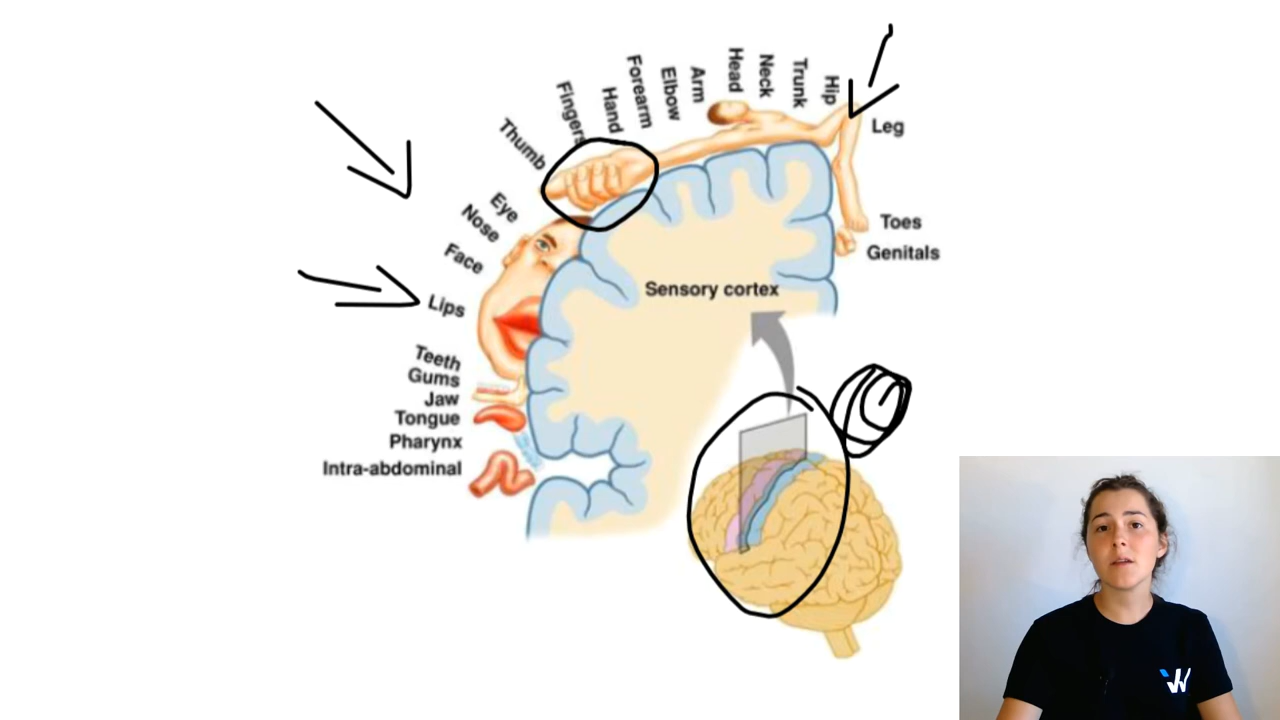 Head
Neck
Trunk
Hip
Arm
Elbow
Forearm
Hand
Fingers
Thumb
Leg
Eye
Nose
Face
Lips
Toes
Genitals
Sensory cortex
Teeth
Gums
Jaw
Tongue
Pharynx
Intra-abdominal
W